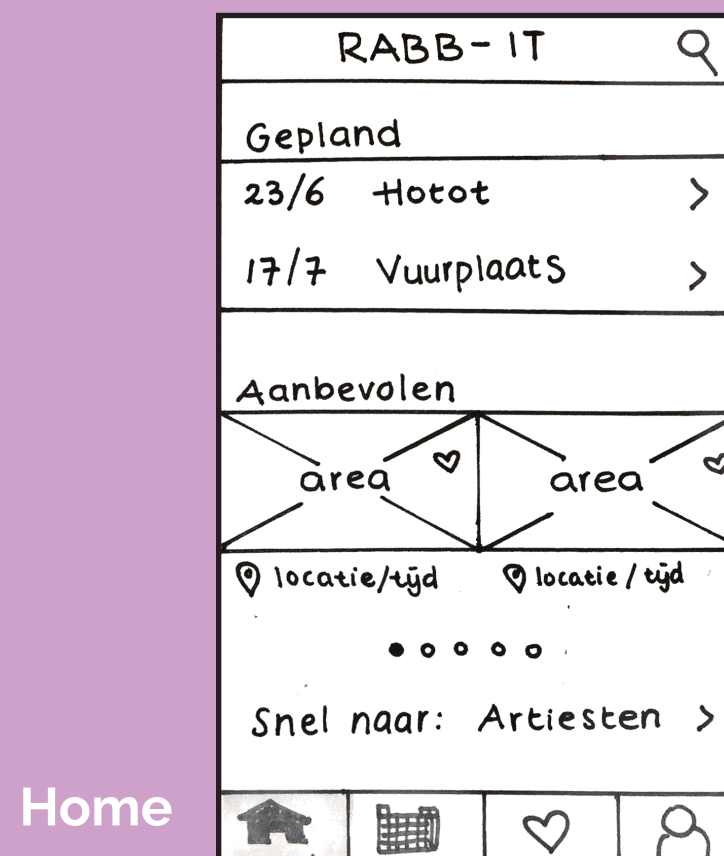 RABB-IT
Gepland
23/6 Hotot
17/7 Vuurplaats
Aanbevolen
area area
locatie/tijd locatie/tijd
Snel naar: Artiesten
Home